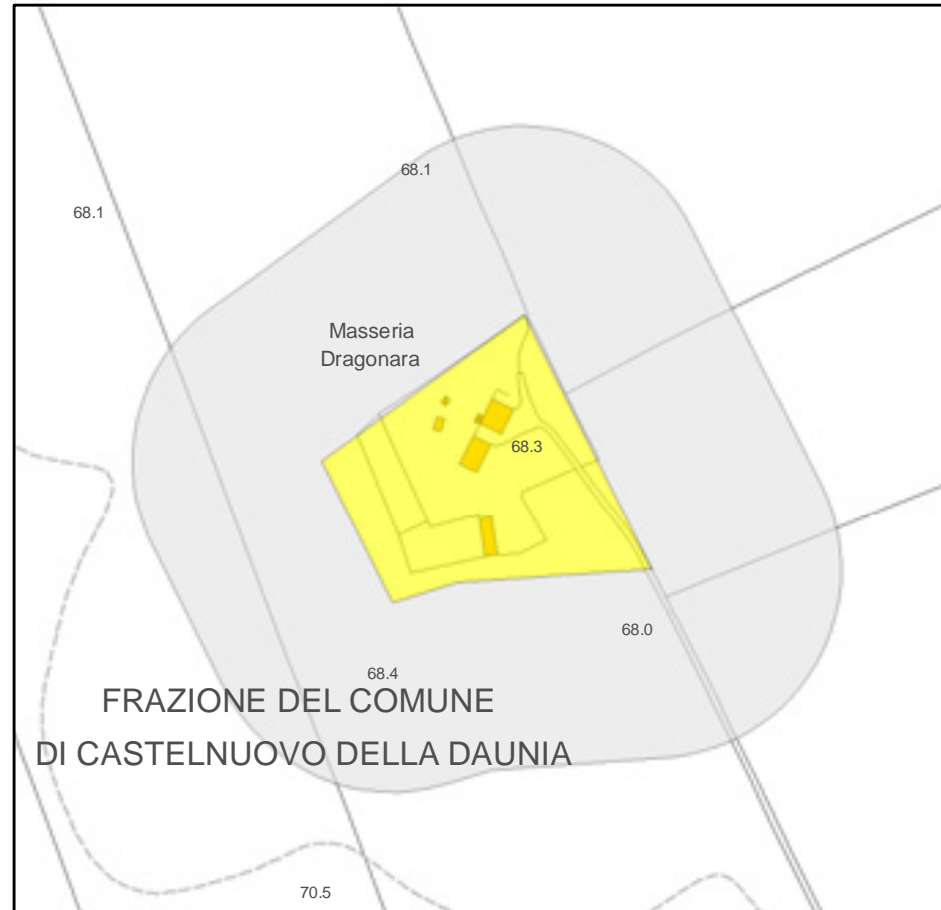 68.1
68.1
Masseria
Dragonara
68.3
68.0
68.4
FRAZIONE DEL COMUNE
DI CASTELNUOVO DELLA DAUNIA
70.5